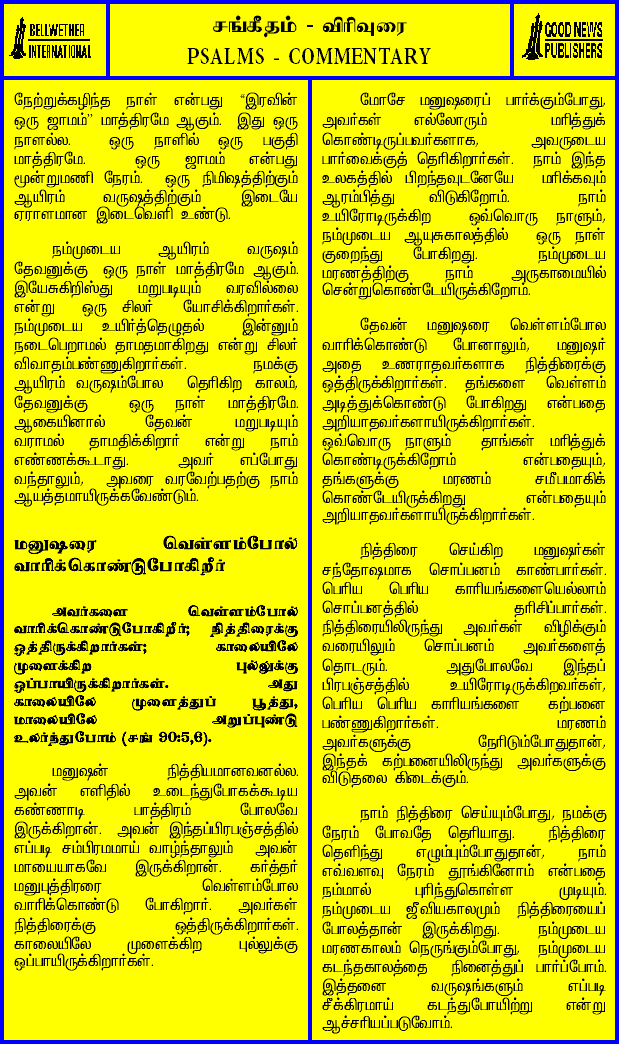 BELLWETHER
INTERNATIONAL
சங்கீதம் - விரிவுரை
PSALMS - COMMENTARY
GOOD NEWS
PUBLISHERS
நேற்றுக்கழிந்த நாள் என்பது “இரவின்
ஒரு ஜாமம்” மாத்திரமே ஆகும். இது ஒரு
நாளல்ல. ஒரு நாளில் ஒரு பகுதி
மாத்திரமே. ஒரு ஜாமம் என்பது
மூன்றுமணி நேரம். ஒரு நிமிஷத்திற்கும்
ஆயிரம் வருஷத்திற்கும் இடையே
ஏராளமான இடைவெளி உண்டு.
நம்முடைய ஆயிரம் வருஷம்
தேவனுக்கு ஒரு நாள் மாத்திரமே ஆகும்.
இயேசுகிறிஸ்து மறுபடியும் வரவில்லை
என்று ஒரு சிலர் யோசிக்கிறார்கள்.
நம்முடைய உயிர்த்தெழுதல் இன்னும்
நடைபெறாமல் தாமதமாகிறது என்று சிலர்
விவாதம்பண்ணுகிறார்கள். நமக்கு
ஆயிரம் வருஷம்போல தெரிகிற காலம்,
தேவனுக்கு ஒரு நாள் மாத்திரமே.
ஆகையினால் தேவன் மறுபடியும்
வராமல் தாமதிக்கிறார் என்று நாம்
எண்ணக்கூடாது. அவர் எப்போது
வந்தாலும், அவரை வரவேற்பதற்கு நாம்
ஆயத்தமாயிருக்கவேண்டும்.
மனுஷரை வெள்ளம்போல்
வாரிக்கொண்டுபோகிறீர்
அவர்களை வெள்ளம்போல்
வாரிக்கொண்டுபோகிறீர்; நித்திரைக்கு
ஒத்திருக்கிறார்கள்; காலையிலே
முளைக்கிற புல்லுக்கு
ஒப்பாயிருக்கிறார்கள். அது
காலையிலே முளைத்துப் பூத்து,
மாலையிலே அறுப்புண்டு
உலர்ந்துபோம் (சங் 90:5,6).
மனுஷன் நித்தியமானவனல்ல.
அவன் எளிதில் உடைந்துபோகக்கூடிய
கண்ணாடி பாத்திரம் போலவே
இருக்கிறான். அவன் இந்தப்பிரபஞ்சத்தில்
எப்படி சம்பிரமமாய் வாழ்ந்தாலும் அவன்
மாயையாகவே இருக்கிறான். கர்த்தர்
மனுபுத்திரரை வெள்ளம்போல
வாரிக்கொண்டு போகிறார். அவர்கள்
நித்திரைக்கு ஒத்திருக்கிறார்கள்.
காலையிலே முளைக்கிற புல்லுக்கு
ஒப்பாயிருக்கிறார்கள்.
மோசே மனுஷரைப் பார்க்கும்போது,
அவர்கள் எல்லோரும் மரித்துக்
கொண்டிருப்பவர்களாக, அவருடைய
பார்வைக்குத் தெரிகிறார்கள். நாம் இந்த
உலகத்தில் பிறந்தவுடனேயே மரிக்கவும்
ஆரம்பித்து விடுகிறோம். நாம்
உயிரோடிருக்கிற ஒவ்வொரு நாளும்,
நம்முடைய ஆயுசுகாலத்தில் ஒரு நாள்
குறைந்து போகிறது. நம்முடைய
மரணத்திற்கு நாம் அருகாமையில்
சென்றுகொண்டேயிருக்கிறோம்.
தேவன் மனுஷரை வெள்ளம்போல
வாரிக்கொண்டு போனாலும், மனுஷர்
அதை உணராதவர்களாக நித்திரைக்கு
ஒத்திருக்கிறார்கள். தங்களை வெள்ளம்
அடித்துக்கொண்டு போகிறது என்பதை
அறியாதவர்களாயிருக்கிறார்கள்.
ஒவ்வொரு நாளும் தாங்கள் மரித்துக்
கொண்டிருக்கிறோம் என்பதையும்,
தங்களுக்கு மரணம் சமீபமாகிக்
கொண்டேயிருக்கிறது என்பதையும்
அறியாதவர்களாயிருக்கிறார்கள்.
நித்திரை செய்கிற மனுஷர்கள்
சந்தோஷமாக சொப்பனம் காண்பார்கள்.
பெரிய பெரிய காரியங்களையெல்லாம்
சொப்பனத்தில் தரிசிப்பார்கள்.
நித்திரையிலிருந்து அவர்கள் விழிக்கும்
வரையிலும் சொப்பனம் அவர்களைத்
தொடரும். அதுபோலவே இந்தப்
பிரபஞ்சத்தில் உயிரோடிருக்கிறவர்கள்,
பெரிய பெரிய காரியங்களை கற்பனை
பண்ணுகிறார்கள். மரணம்
அவர்களுக்கு நேரிடும்போதுதான்,
இந்தக் கற்பனையிலிருந்து அவர்களுக்கு
விடுதலை கிடைக்கும்.
நாம் நித்திரை செய்யும்போது, நமக்கு
நேரம் போவதே தெரியாது. நித்திரை
தெளிந்து எழும்பும்போதுதான், நாம்
எவ்வளவு நேரம் தூங்கினோம் என்பதை
நம்மால் புரிந்துகொள்ள முடியும்.
நம்முடைய ஜீவியகாலமும் நித்திரையைப்
போலத்தான் இருக்கிறது. நம்முடைய
மரணகாலம் நெருங்கும்போது, நம்முடைய
கடந்தகாலத்தை நினைத்துப் பார்ப்போம்.
இத்தனை வருஷங்களும் எப்படி
சீக்கிரமாய் கடந்துபோயிற்று என்று
ஆச்சரியப்படுவோம்.